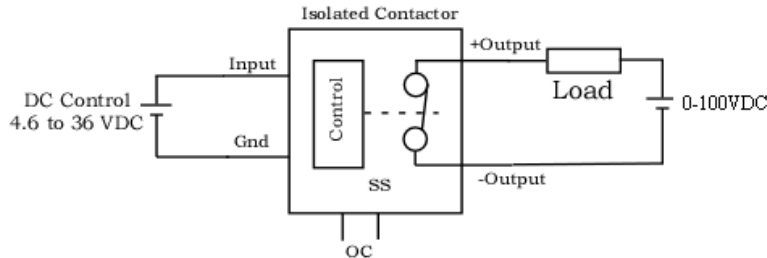 Isolated Contactor
Input
+Output
DC Control
4.6 to 36 VDC
Control
Load
0-100VDC
Gnd
SS
-Output
OC